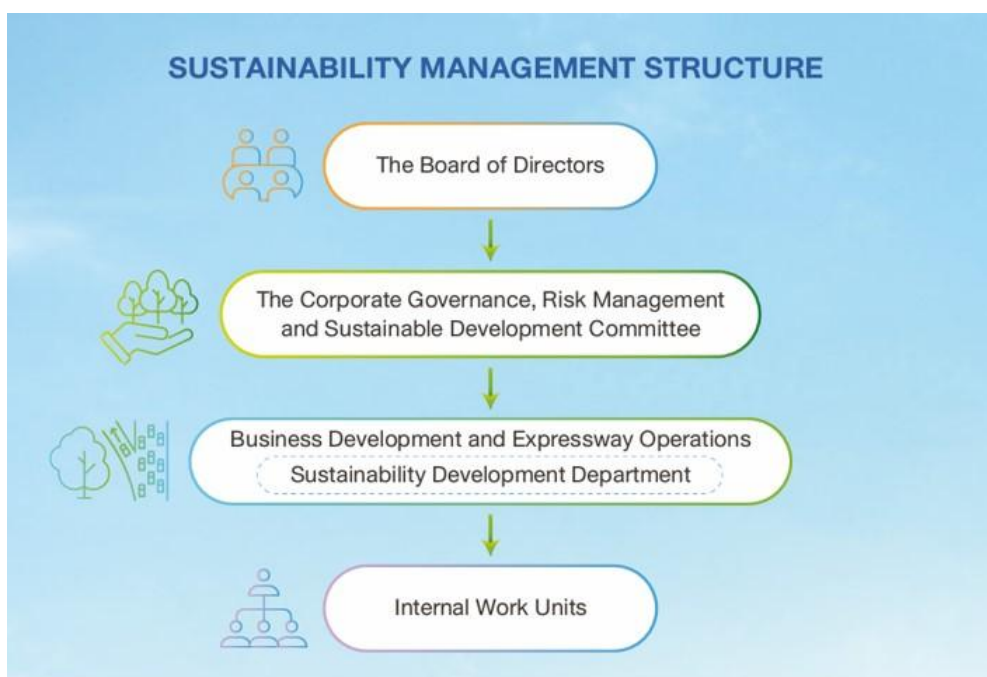 SUSTAINABILITY MANAGEMENT STRUCTURE
The Board of Directors
The Corporate Governance, Risk Management
and Sustainable Development Committee
Business Development and Expressway Operations
Sustainability Development Department
Internal Work Units